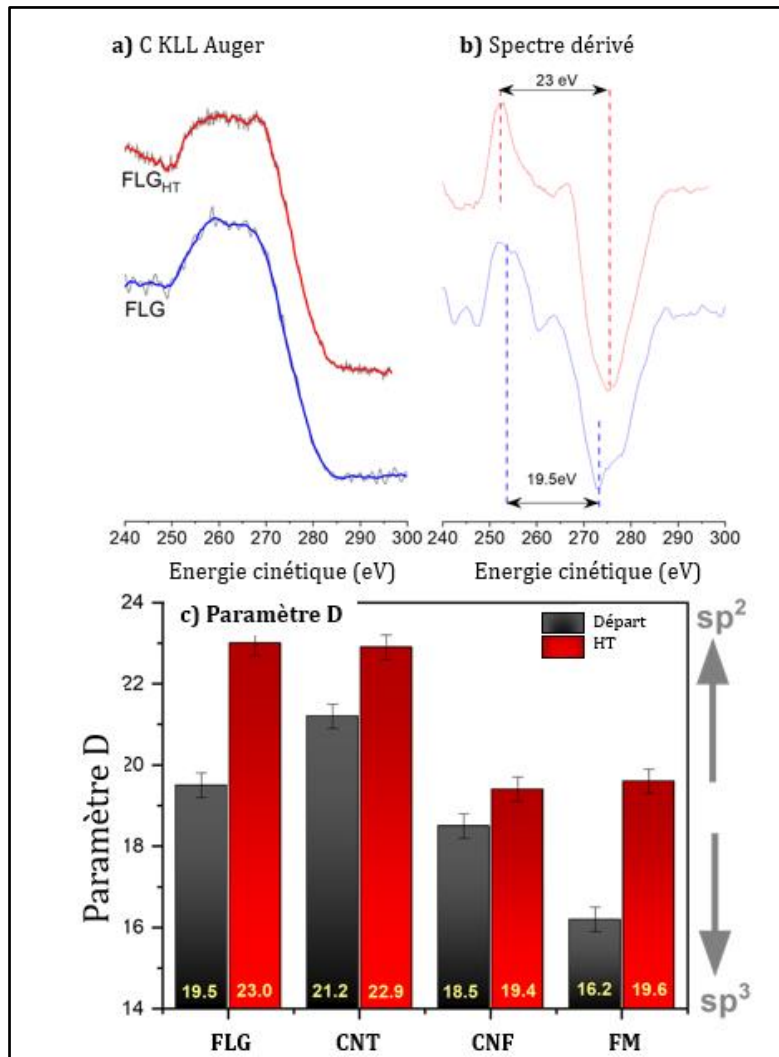 a) C KLL Auger
b) Spectre dérivé
23 eV
FLG_HT
FLG
19.5eV
240 250 260 270 280 290 300
240 250 260 270 280 290 300
Energie cinétique (eV)
Energie cinétique (eV)
c) Paramètre D
Départ
HT
sp²
sp³
Paramètre D
24
22
20
18
16
14
19.5 23.0 21.2 22.9 18.5 19.4 16.2 19.6
FLG CNT CNF FM